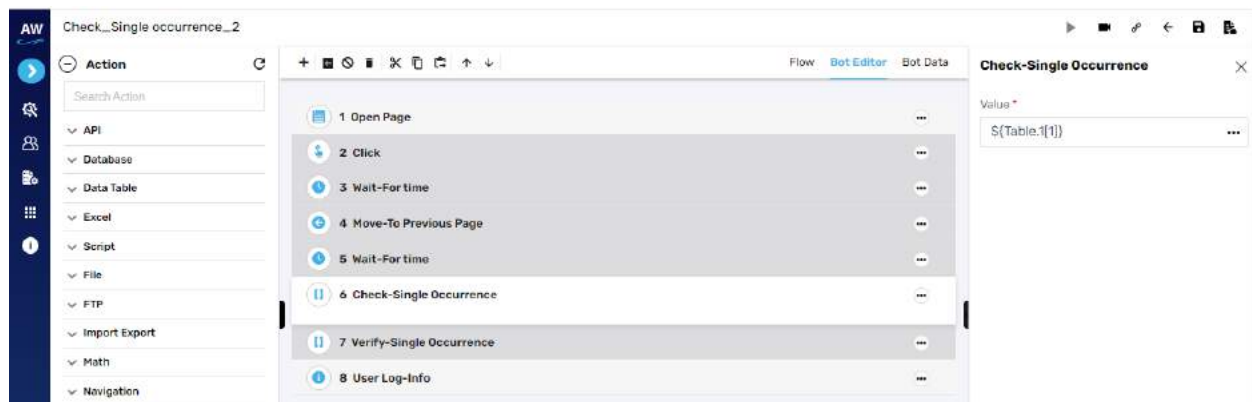 AW
Check_Single occurrence_2
Action
Search Action
API
Database
Data Table
Excel
Script
File
FTP
Import Export
Math
Navigation
Flow Bot Editor Bot Data
1 Open Page
2 Click
3 Wait-For time
4 Move-To Previous Page
5 Wait-For time
6 Check-Single Occurrence
7 Verify-Single Occurrence
8 User Log-Info
Check-Single Occurrence
Value *
${Table.1[1]}